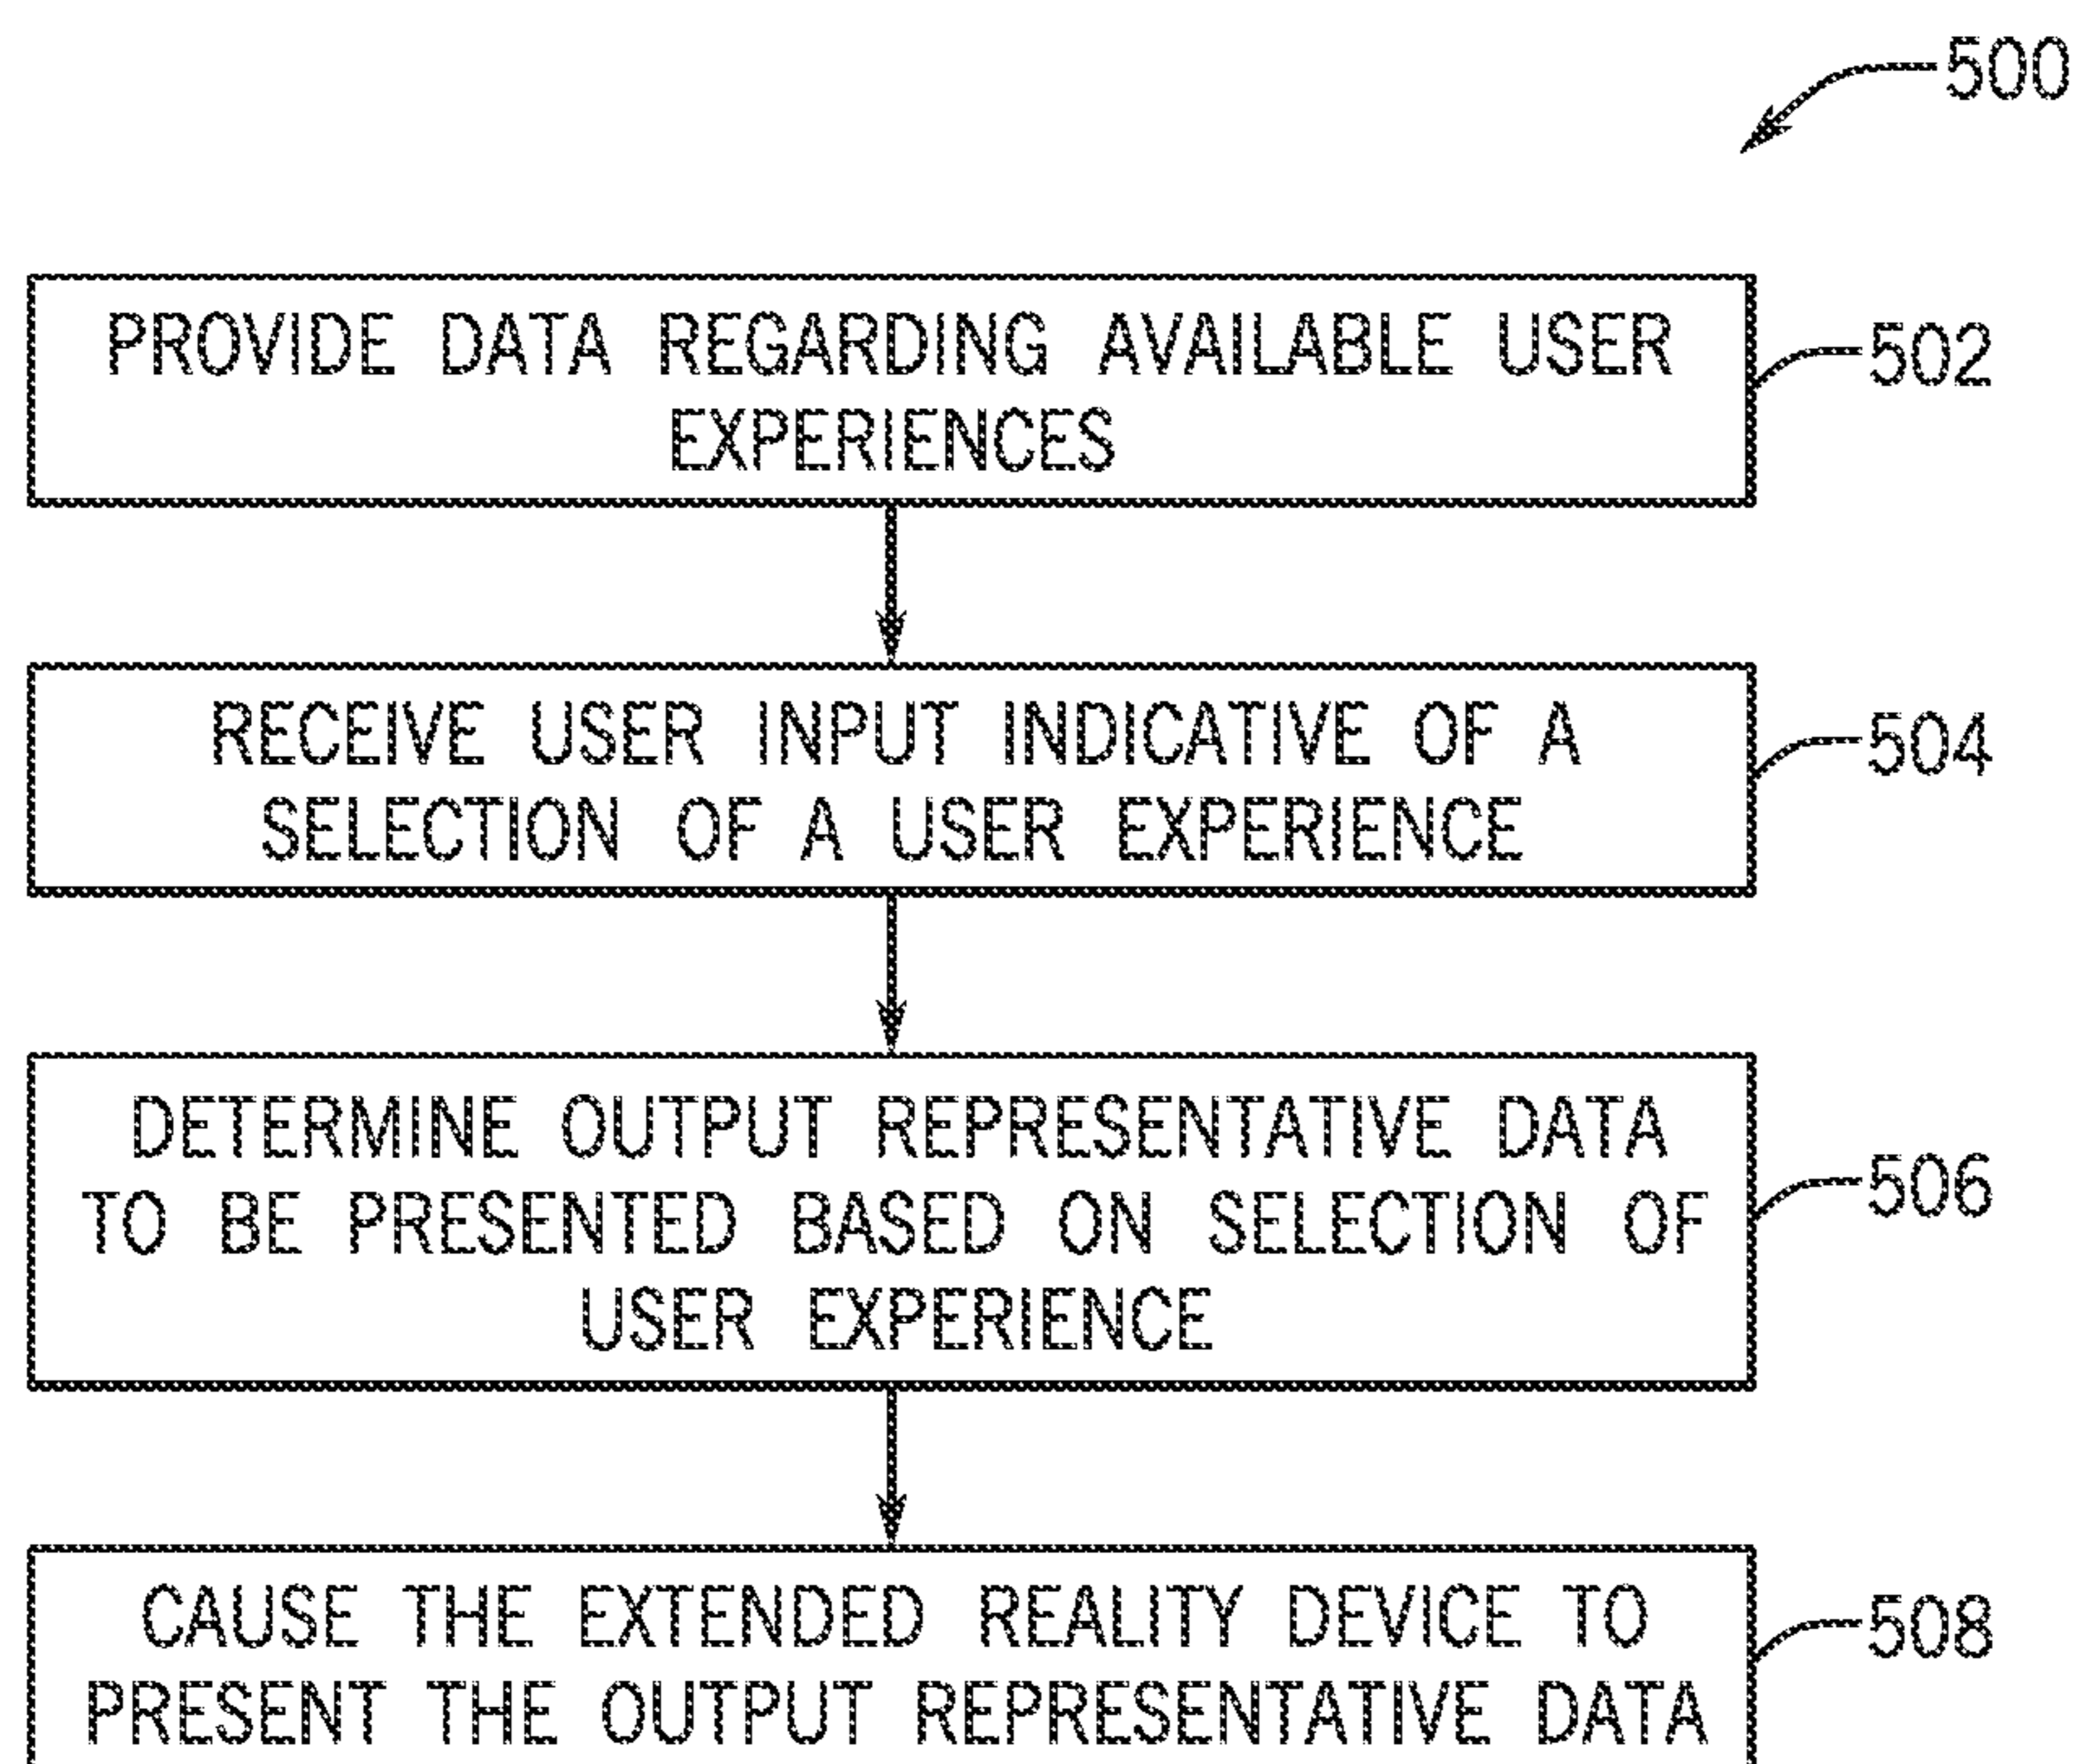 500
PROVIDE DATA REGARDING AVAILABLE USER
EXPERIENCES
502
RECEIVE USER INPUT INDICATIVE OF A
SELECTION OF A USER EXPERIENCE
504
DETERMINE OUTPUT REPRESENTATIVE DATA
TO BE PRESENTED BASED ON SELECTION OF
USER EXPERIENCE
506
CAUSE THE EXTENDED REALITY DEVICE TO
PRESENT THE OUTPUT REPRESENTATIVE DATA
508